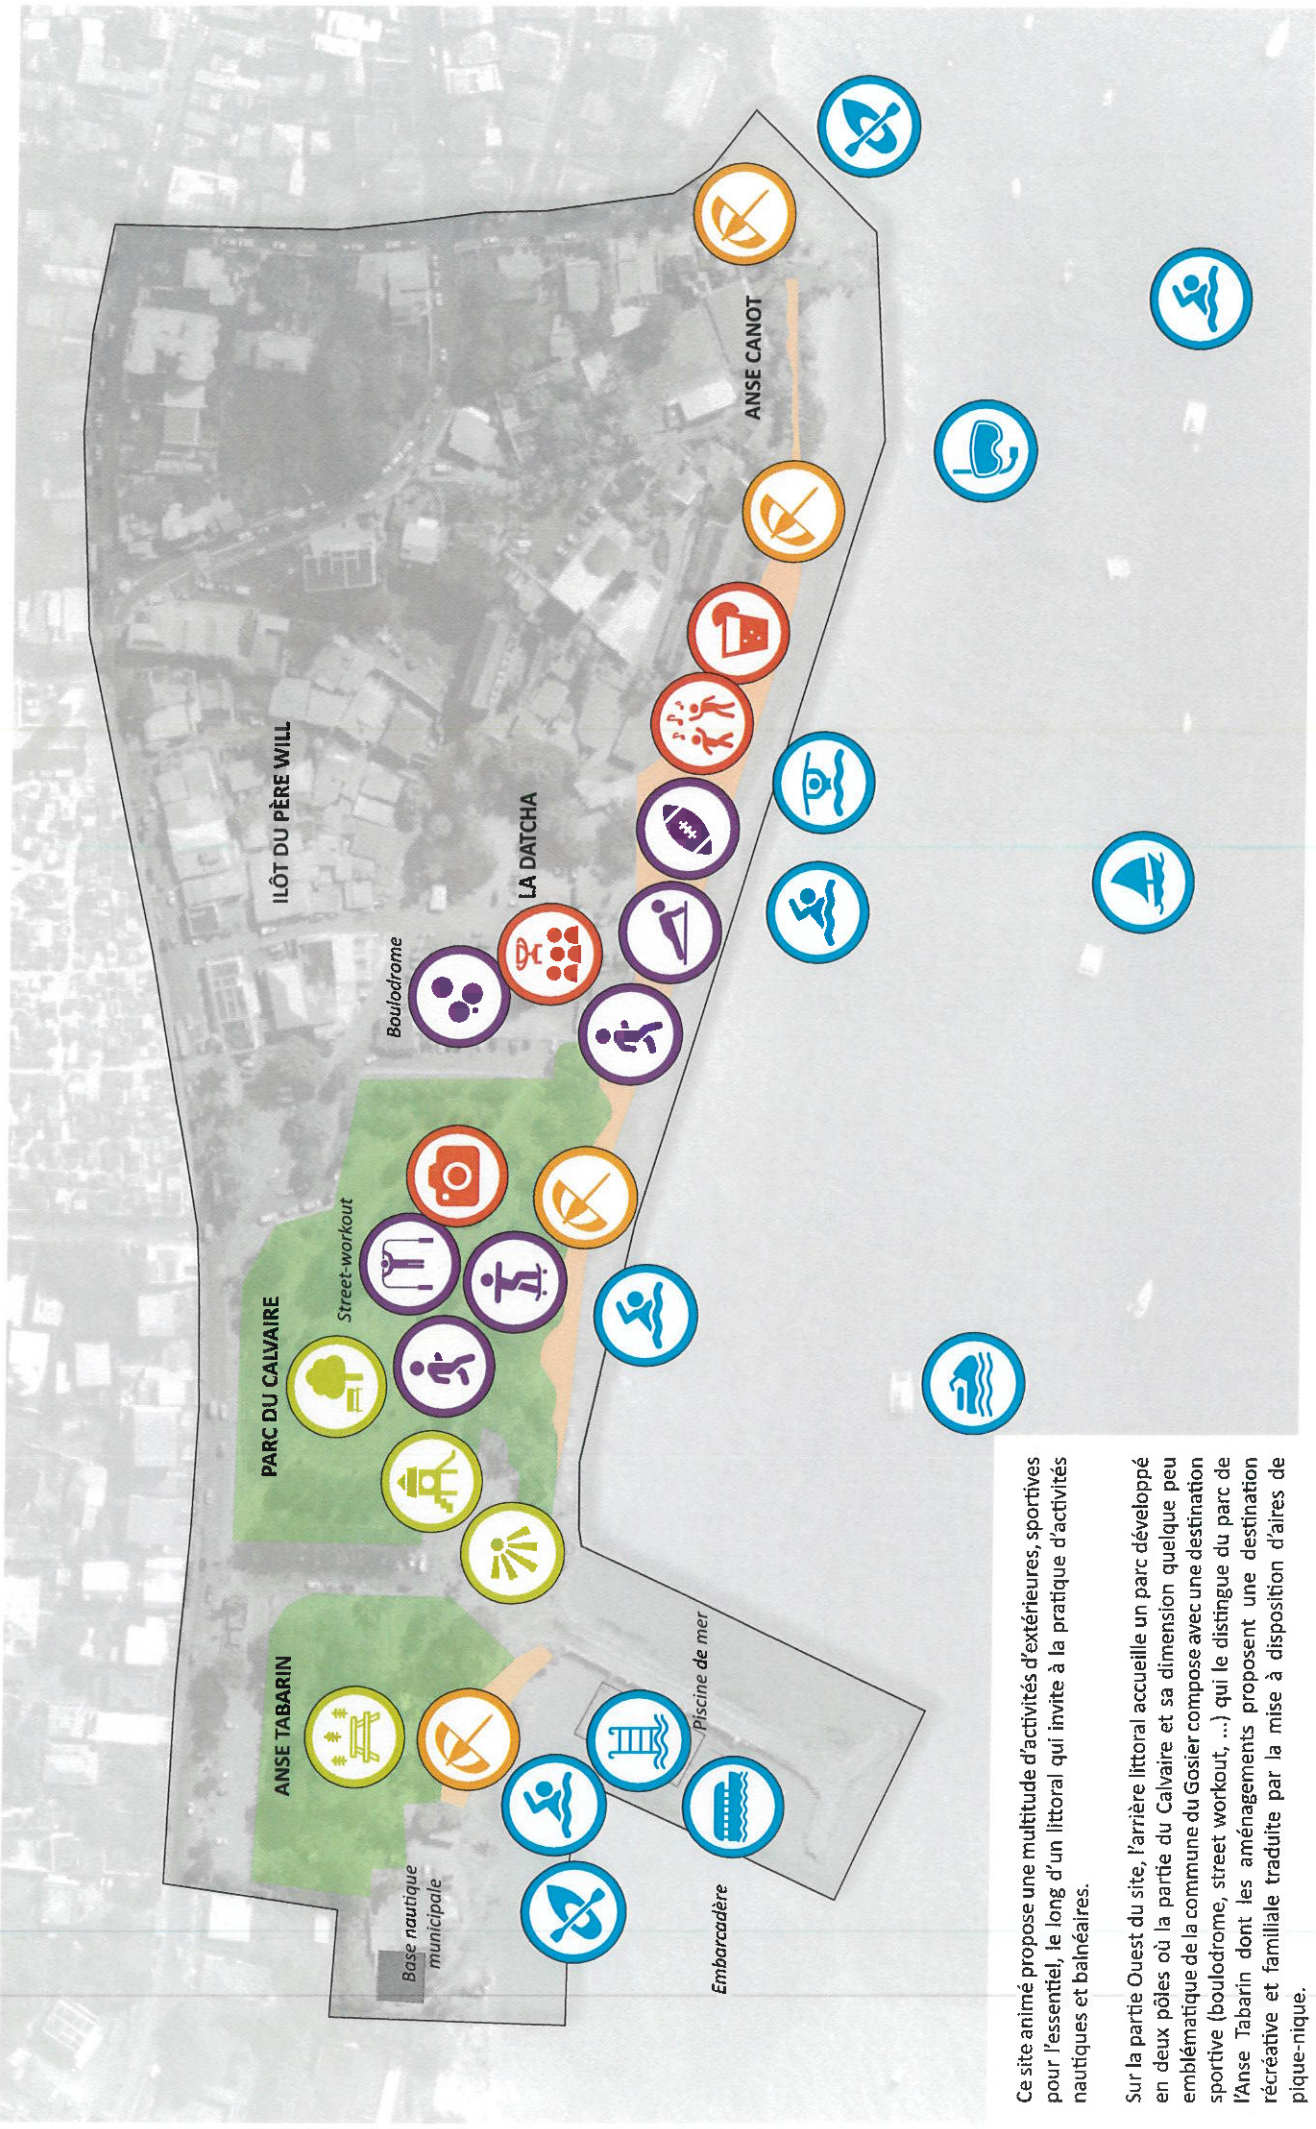 ILÔT DU PÈRE WILL
LA DATCHA
Boulodrome
ANSE CANOT
PARC DU CALVAIRE
Street-workout
ANSE TABARIN
Base nautique
municipale
Piscine de mer
Embarcadère
Ce site animé propose une multitude d'activités d'extérieures, sportives
pour l'essentiel, le long d'un littoral qui invite à la pratique d'activités
nautiques et balnéaires.
Sur la partie Ouest du site, l'arrière littoral accueille un parc développé
en deux pôles où la partie du Calvaire et sa dimension quelque peu
emblématique de la commune du Gosier compose avec une destination
sportive (boulodrome, street workout, ...) qui le distingue du parc de
l'Anse Tabarin dont les aménagements proposent une destination
récréative et familiale traduite par la mise à disposition d'aires de
pique-nique.